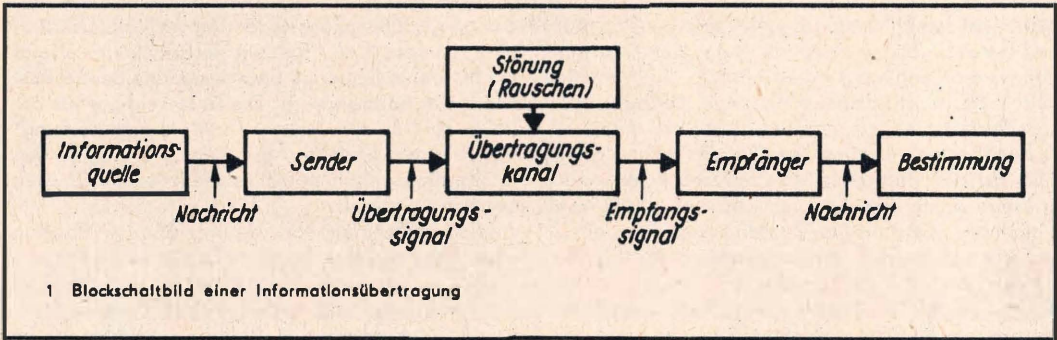 Störung
(Rauschen)
Informations-
quelle
Sender
Übertragungs-
kanal
Empfänger
Bestimmung
Nachricht
Übertragungs-
signal
Empfangs-
signal
Nachricht
1 Blockschaltbild einer Informationsübertragung